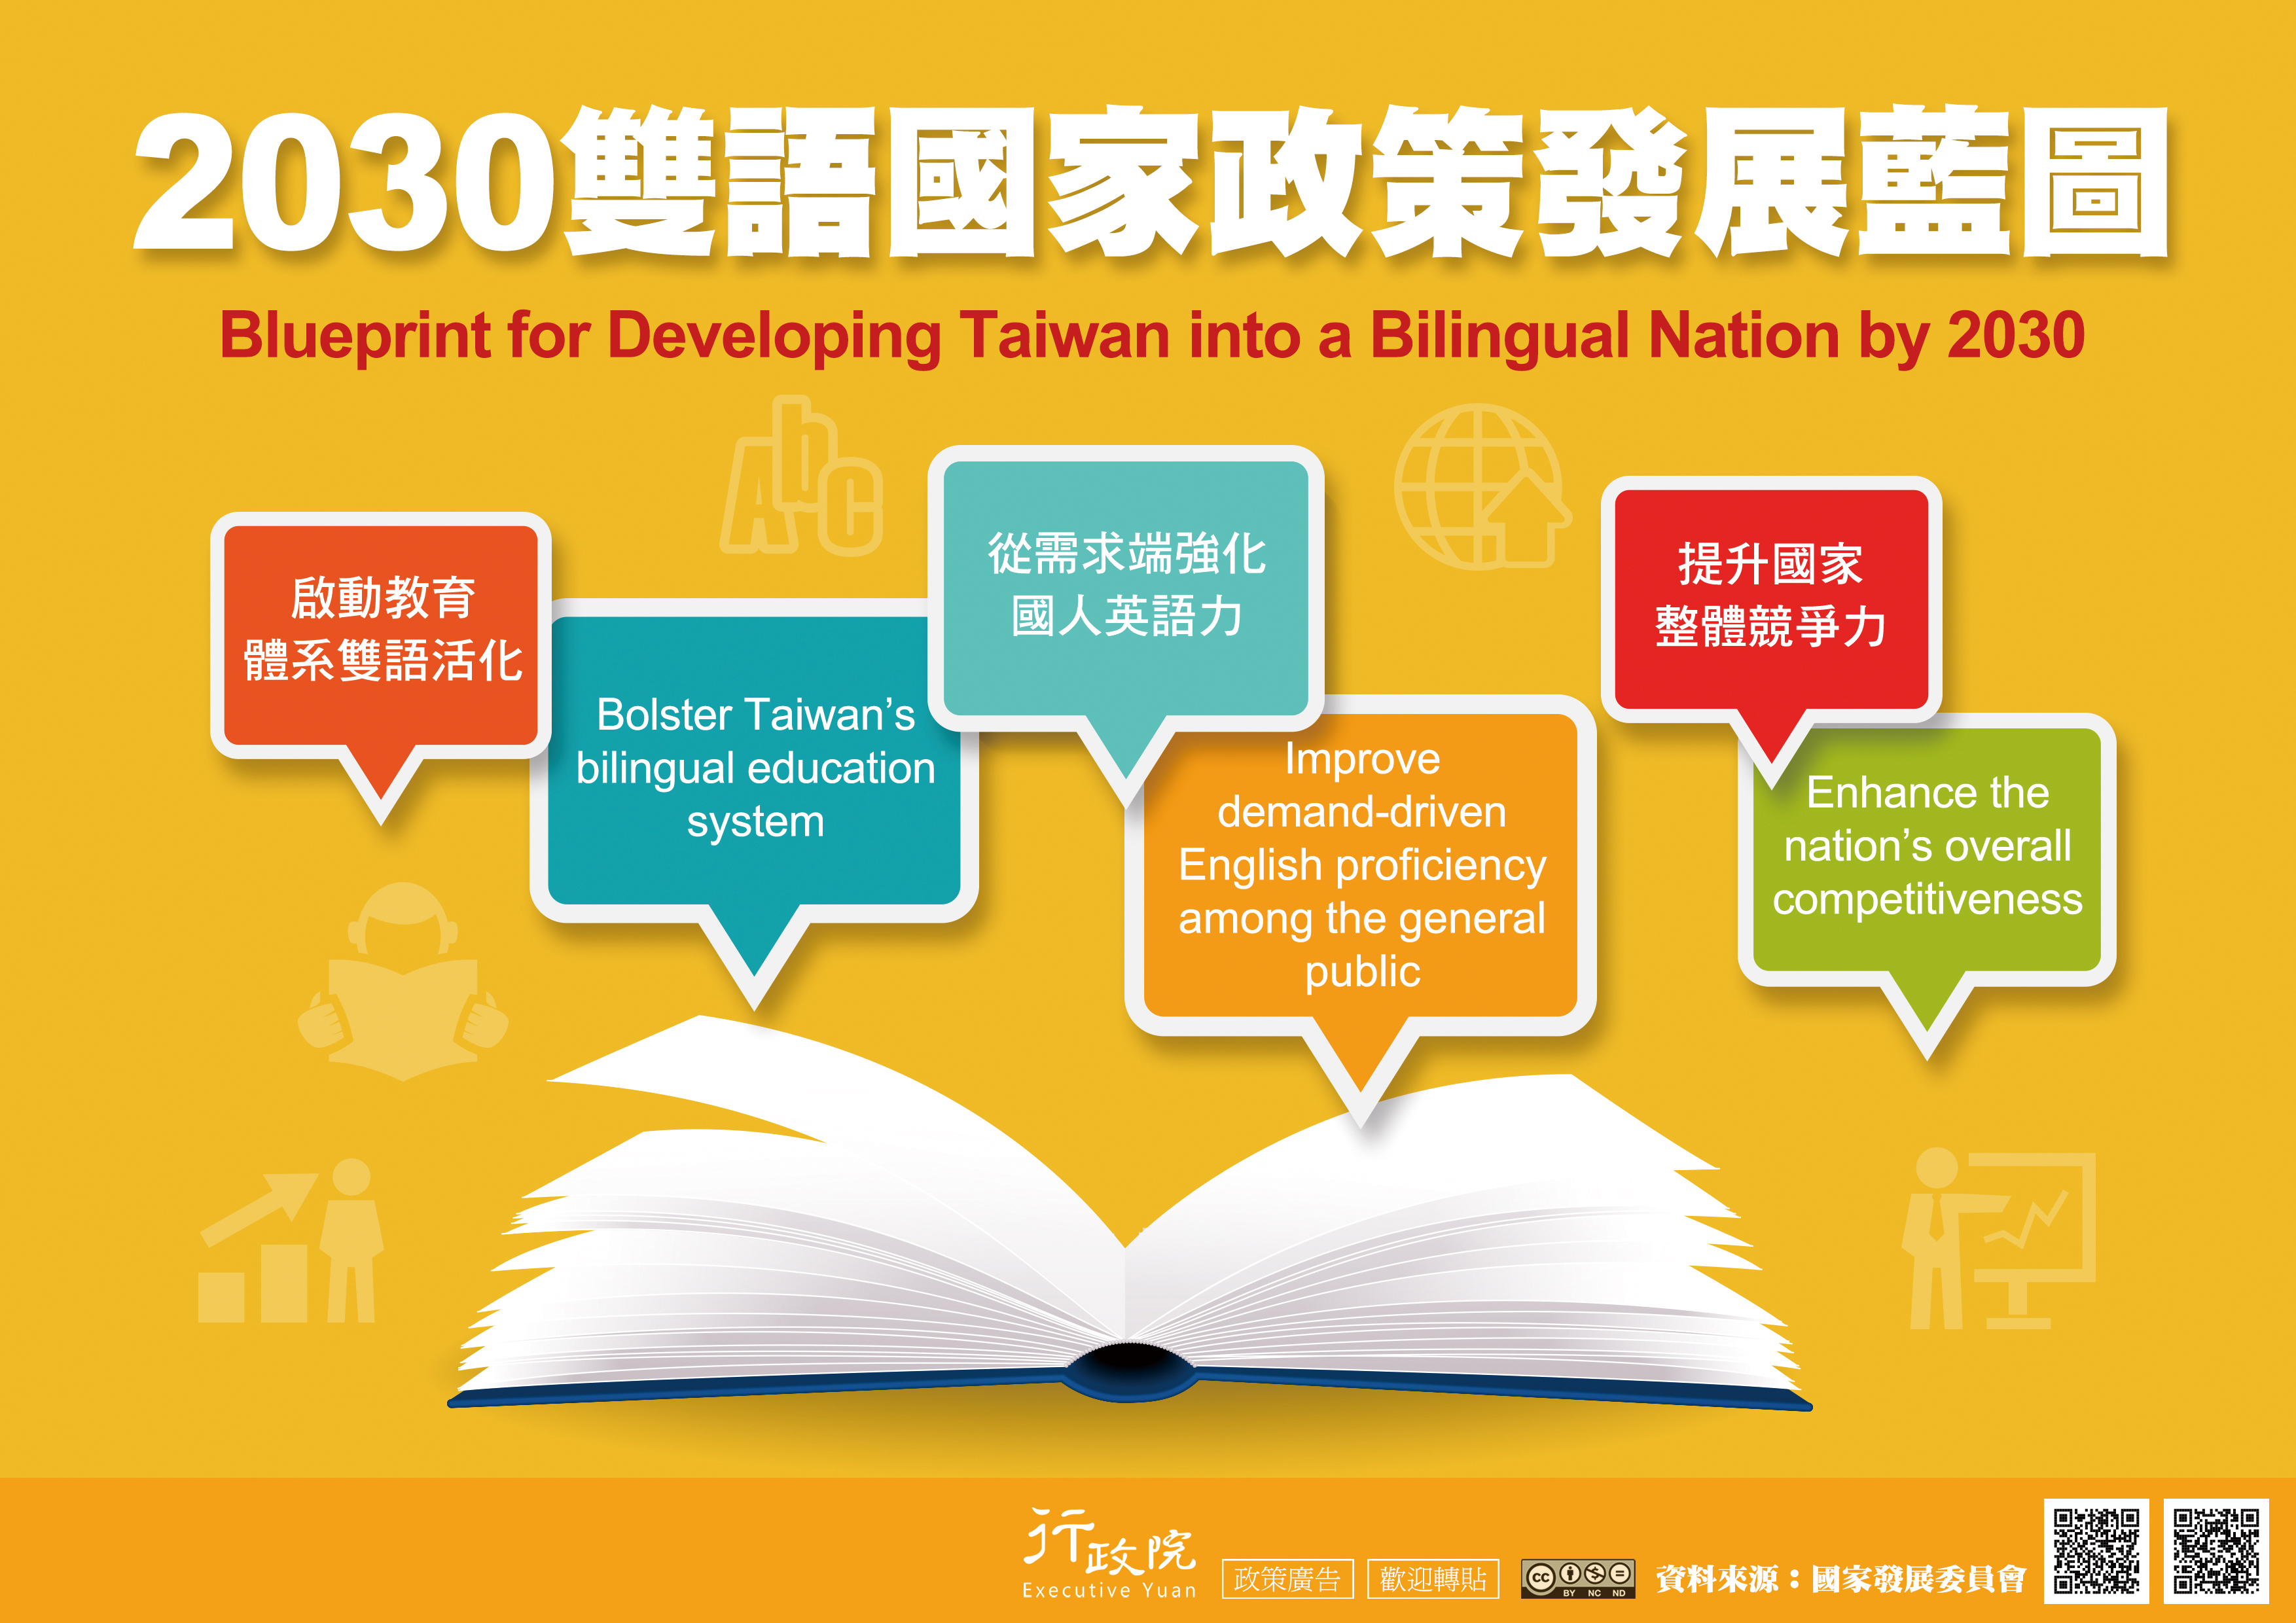 2030雙語國家政策發展藍圖
Blueprint for Developing Taiwan into a Bilingual Nation by 2030
Abc
啟動教育
體系雙語活化
Bolster Taiwan’s
bilingual education
system
從需求端強化
國人英語力
Improve
demand-driven
English proficiency
among the general
public
提升國家
整體競爭力
Enhance the
nation’s overall
competitiveness
行政院
Executive Yuan
政策廣告
歡迎轉貼
cc
BY NC ND
資料來源：國家發展委員會